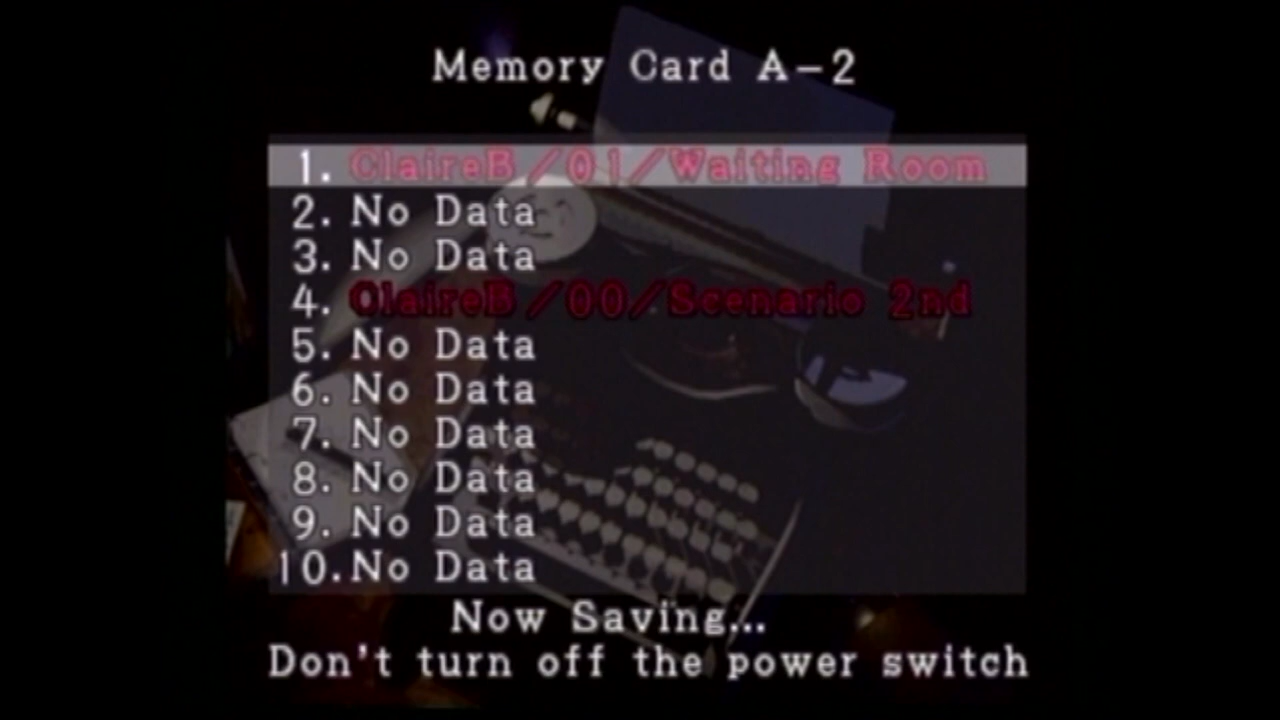 Memory Card A-2
1. ClaireB/01/Waiting Room
2. No Data
3. No Data
4. ClaireB/00/Scenario 2nd
5. No Data
6. No Data
7. No Data
8. No Data
9. No Data
10. No Data
Now Saving...
Don't turn off the power switch